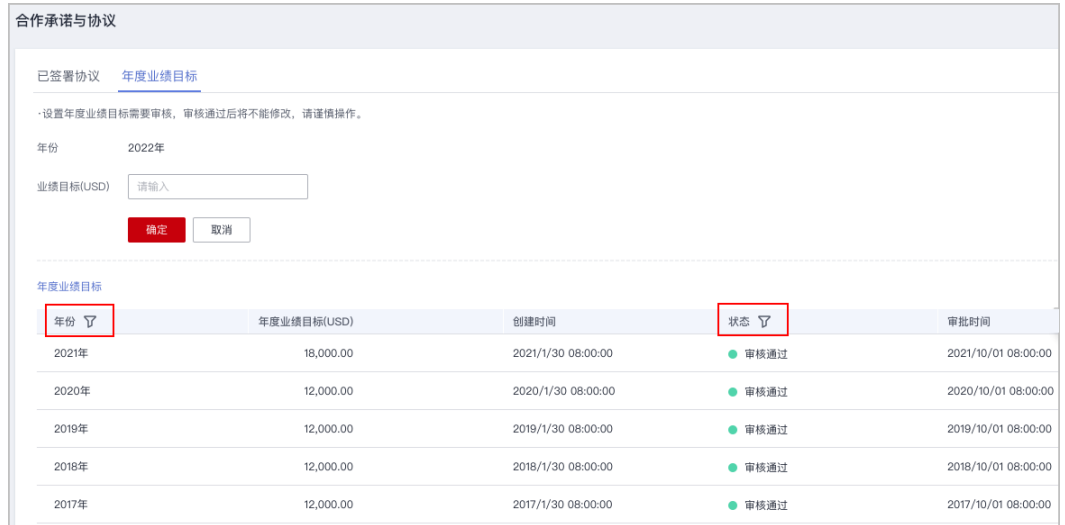 合作承诺与协议
已签署协议 年度业绩目标
·设置年度业绩目标需要审核，审核通过后将不能修改，请谨慎操作。
年份 2022年
业绩目标(USD) 请输入
确定 取消
年度业绩目标
年份 年度业绩目标(USD) 创建时间 状态 审批时间
2021年 18,000.00 2021/1/30 08:00:00 审核通过 2021/10/01 08:00:00
2020年 12,000.00 2020/1/30 08:00:00 审核通过 2020/10/01 08:00:00
2019年 12,000.00 2019/1/30 08:00:00 审核通过 2019/10/01 08:00:00
2018年 12,000.00 2018/1/30 08:00:00 审核通过 2018/10/01 08:00:00
2017年 12,000.00 2017/1/30 08:00:00 审核通过 2017/10/01 08:00:00